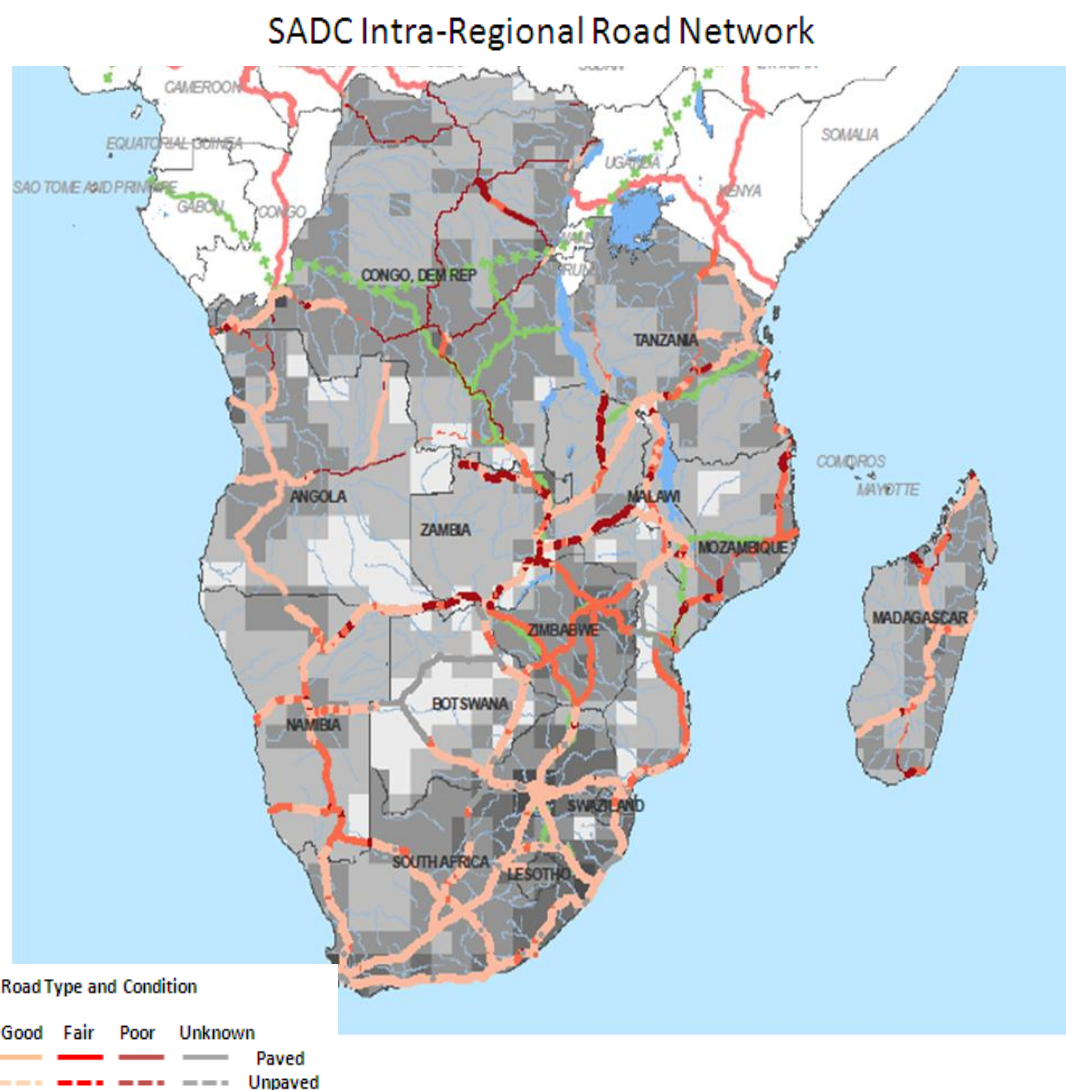 SADC Intra-Regional Road Network
CAMEROON
SOMALIA
EQUATORIAL GUINEA
UGANDA
SAO TOME AND PRINCIPE
KENYA
GABON
CONGO
CONGO, DEM REP
TANZANIA
COMOROS
MAYOTTE
ANGOLA
MALAWI
ZAMBIA
MOZAMBIQUE
MADAGASCAR
ZIMBABWE
BOTSWANA
NAMIBIA
SWAZILAND
SOUTH AFRICA
LESOTHO
Road Type and Condition
Good Fair Poor Unknown
Paved
Unpaved